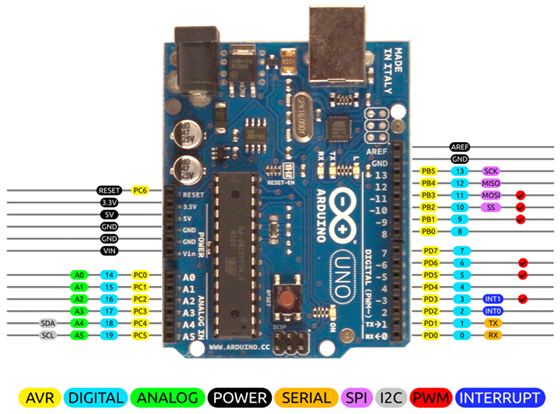 MADE
IN ITALY
SPK16.000Y
RX
TX
L
RESET-EN
AREF
GND
13
12
~11
~10
~9
8
7
~6
~5
4
~3
2
TX→1
RX←0
DIGITAL (PWM~)
ARDUINO
UNO
RESET
3.3V
5V
GND
GND
Vin
POWER
A0
A1
A2
A3
A4
A5
ANALOG IN
RESET
ICSP
ON
WWW.ARDUINO.CC
RESET PC6
3.3V
5V
GND
GND
VIN
A0 14 PC0
A1 15 PC1
A2 16 PC2
A3 17 PC3
SDA A4 18 PC4
SCL A5 19 PC5
AREF
GND
PB5 13 SCK
PB4 12 MISO
PB3 11 MOSI
PB2 10 SS
PB1 9
PB0 8
PD7 7
PD6 6
PD5 5
PD4 4
PD3 3 INT1
PD2 2 INT0
PD1 1 TX
PD0 0 RX
AVR DIGITAL ANALOG POWER SERIAL SPI I2C PWM INTERRUPT